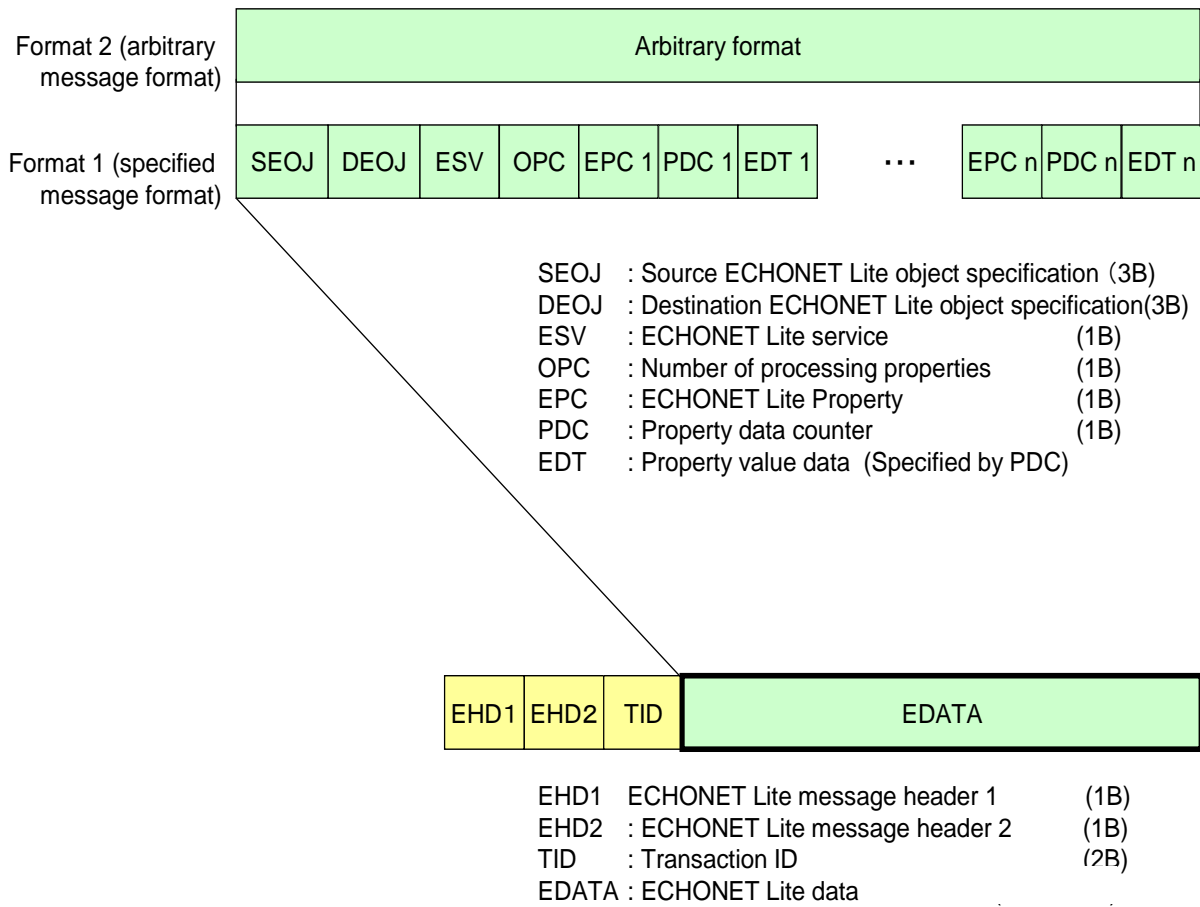 Format 2 (arbitrary
message format)
Arbitrary format
Format 1 (specified
message format)
SEOJ DEOJ ESV OPC EPC 1 PDC 1 EDT 1 ··· EPC n PDC n EDT n
SEOJ : Source ECHONET Lite object specification（3B)
DEOJ : Destination ECHONET Lite object specification(3B)
ESV : ECHONET Lite service (1B)
OPC : Number of processing properties (1B)
EPC : ECHONET Lite Property (1B)
PDC : Property data counter (1B)
EDT : Property value data (Specified by PDC)
EHD1 EHD2 TID EDATA
EHD1 ECHONET Lite message header 1 (1B)
EHD2 : ECHONET Lite message header 2 (1B)
TID : Transaction ID (2B)
EDATA : ECHONET Lite data